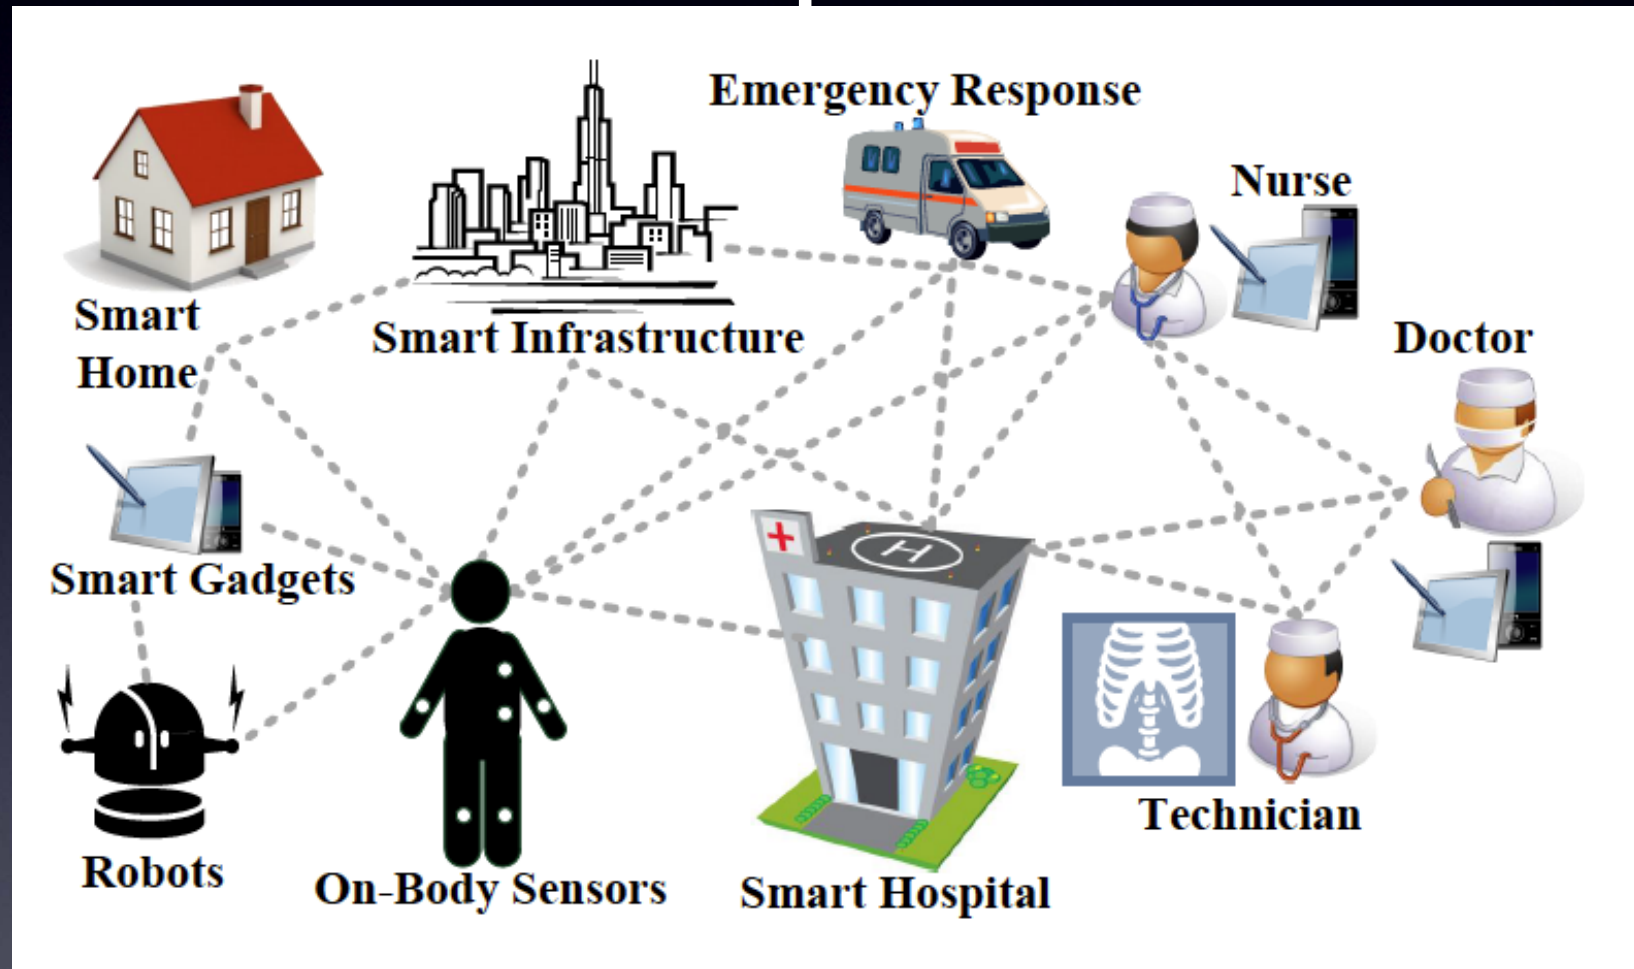 Emergency Response
Nurse
Smart
Home
Smart Infrastructure
Doctor
H
Smart Gadgets
Technician
Robots
On-Body Sensors
Smart Hospital